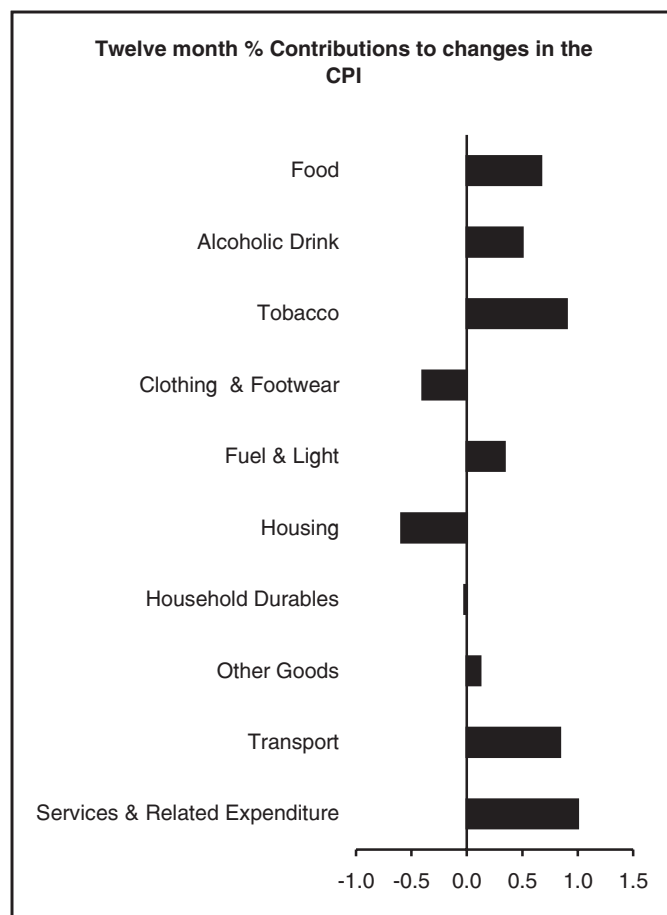 Twelve month % Contributions to changes in the
CPI
Food
Alcoholic Drink
Tobacco
Clothing & Footwear
Fuel & Light
Housing
Household Durables
Other Goods
Transport
Services & Related Expenditure
-1.0 -0.5 0.0 0.5 1.0 1.5